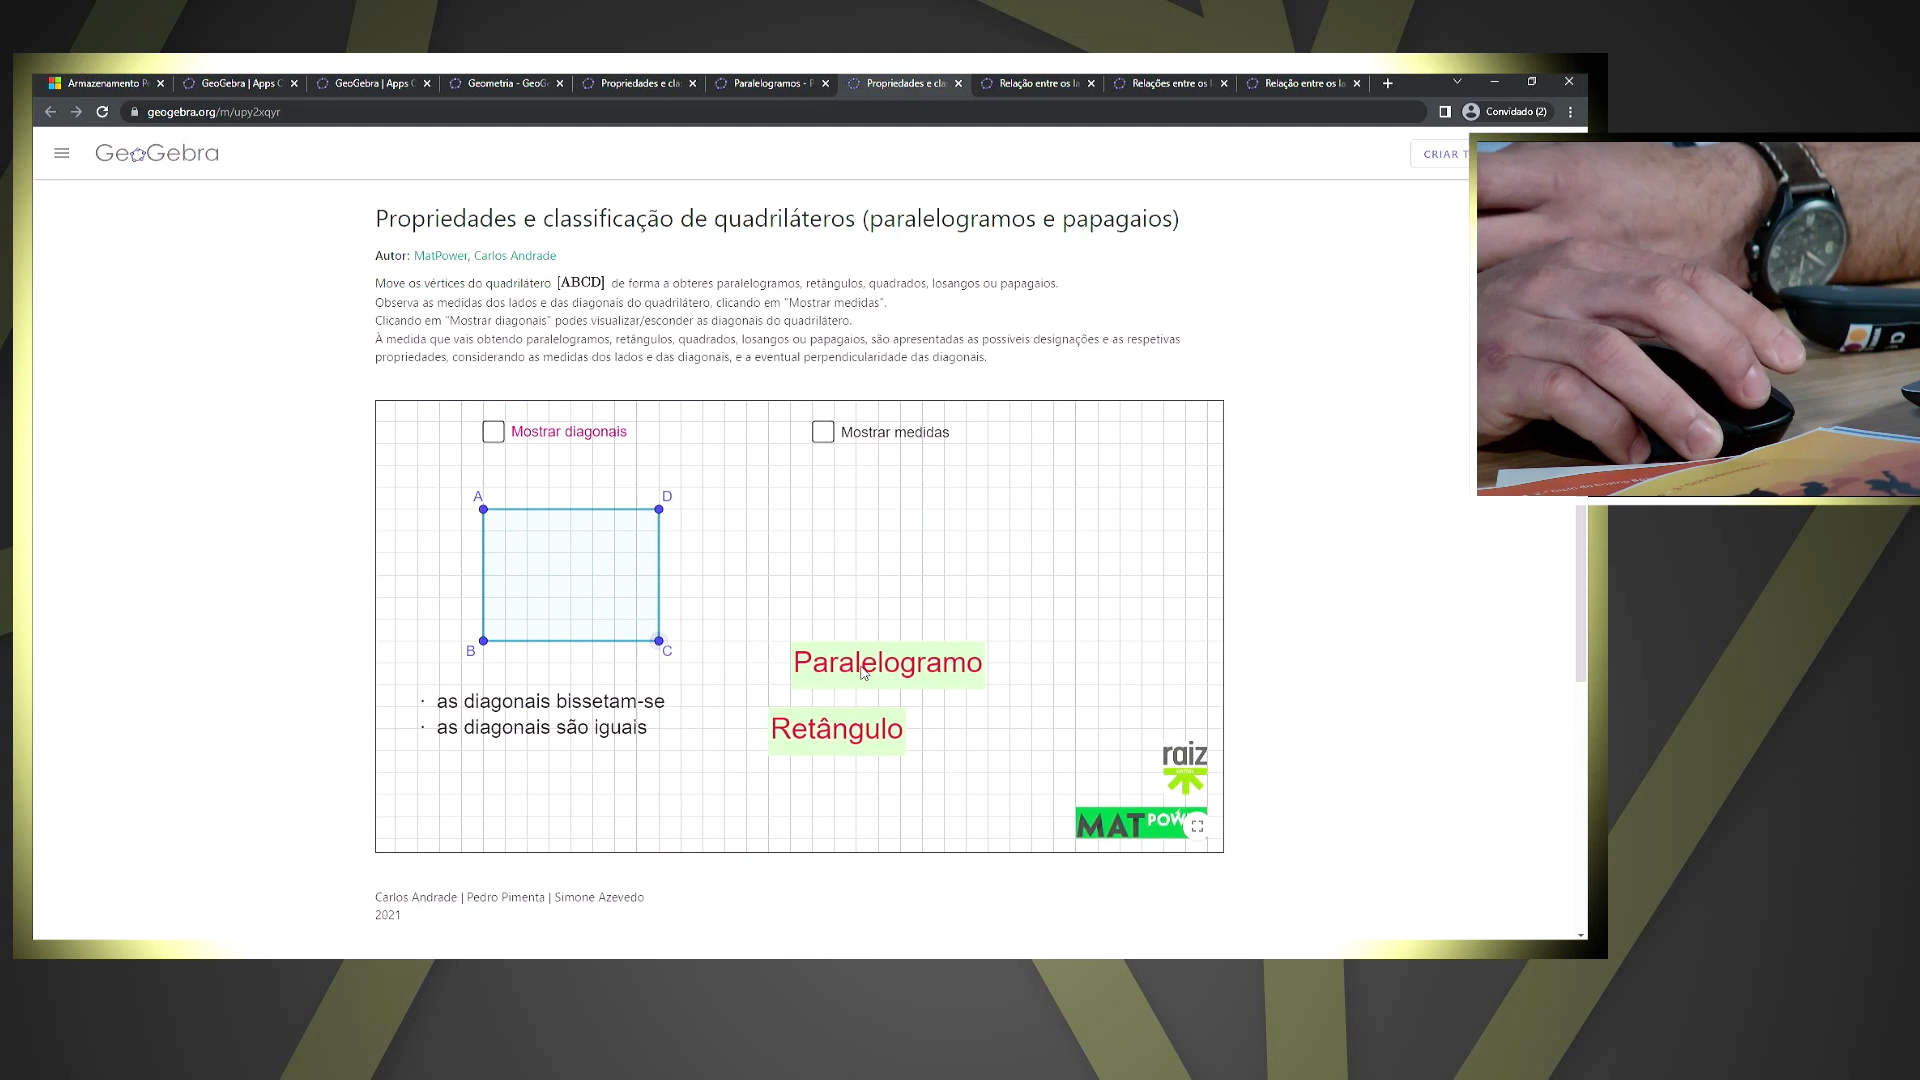 Armazenamento P
GeoGebra | Apps C
GeoGebra | Apps C
Geometria - GeoG
Propriedades e cla
Paralelogramos - P
Propriedades e cla
Relação entre os la
Relações entre os l
Relação entre os la
geogebra.org/m/upy2xqyr
Convidado (2)
GeoGebra
CRIAR T
Propriedades e classificação de quadriláteros (paralelogramos e papagaios)
Autor: MatPower, Carlos Andrade
Move os vértices do quadrilátero [ABCD] de forma a obteres paralelogramos, retângulos, quadrados, losangos ou papagaios.
Observa as medidas dos lados e das diagonais do quadrilátero, clicando em "Mostrar medidas".
Clicando em "Mostrar diagonais" podes visualizar/esconder as diagonais do quadrilátero.
À medida que vais obtendo paralelogramos, retângulos, quadrados, losangos ou papagaios, são apresentadas as possíveis designações e as respetivas
propriedades, considerando as medidas dos lados e das diagonais, e a eventual perpendicularidade das diagonais.
Mostrar diagonais
Mostrar medidas
A
D
B
C
· as diagonais bissetam-se
· as diagonais são iguais
Paralelogramo
Retângulo
raiz
MAT POW
Carlos Andrade | Pedro Pimenta | Simone Azevedo
2021